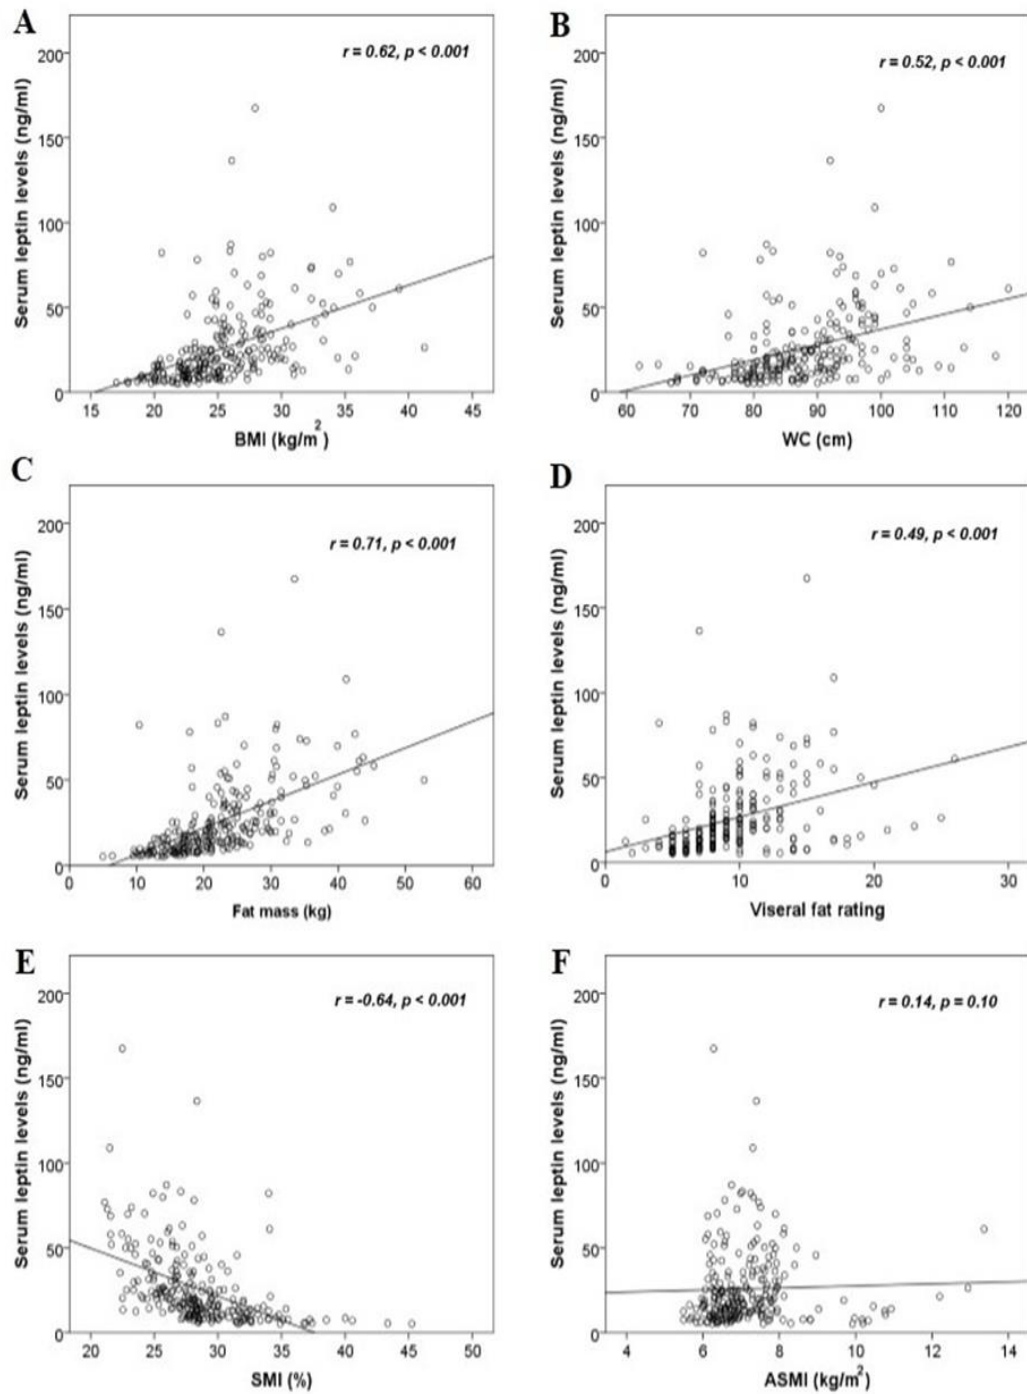 A
B
r = 0.62, p < 0.001
r = 0.52, p < 0.001
Serum leptin levels (ng/ml)
Serum leptin levels (ng/ml)
200
200
150
150
100
100
50
50
0
0
15 20 25 30 35 40 45
60 70 80 90 100 110 120
BMI (kg/m²)
WC (cm)
C
D
r = 0.71, p < 0.001
r = 0.49, p < 0.001
Serum leptin levels (ng/ml)
Serum leptin levels (ng/ml)
200
200
150
150
100
100
50
50
0
0
0 10 20 30 40 50 60
0 10 20 30
Fat mass (kg)
Viseral fat rating
E
F
r = -0.64, p < 0.001
r = 0.14, p = 0.10
Serum leptin levels (ng/ml)
Serum leptin levels (ng/ml)
200
200
150
150
100
100
50
50
0
0
20 25 30 35 40 45 50
4 6 8 10 12 14
SMI (%)
ASMI (kg/m²)